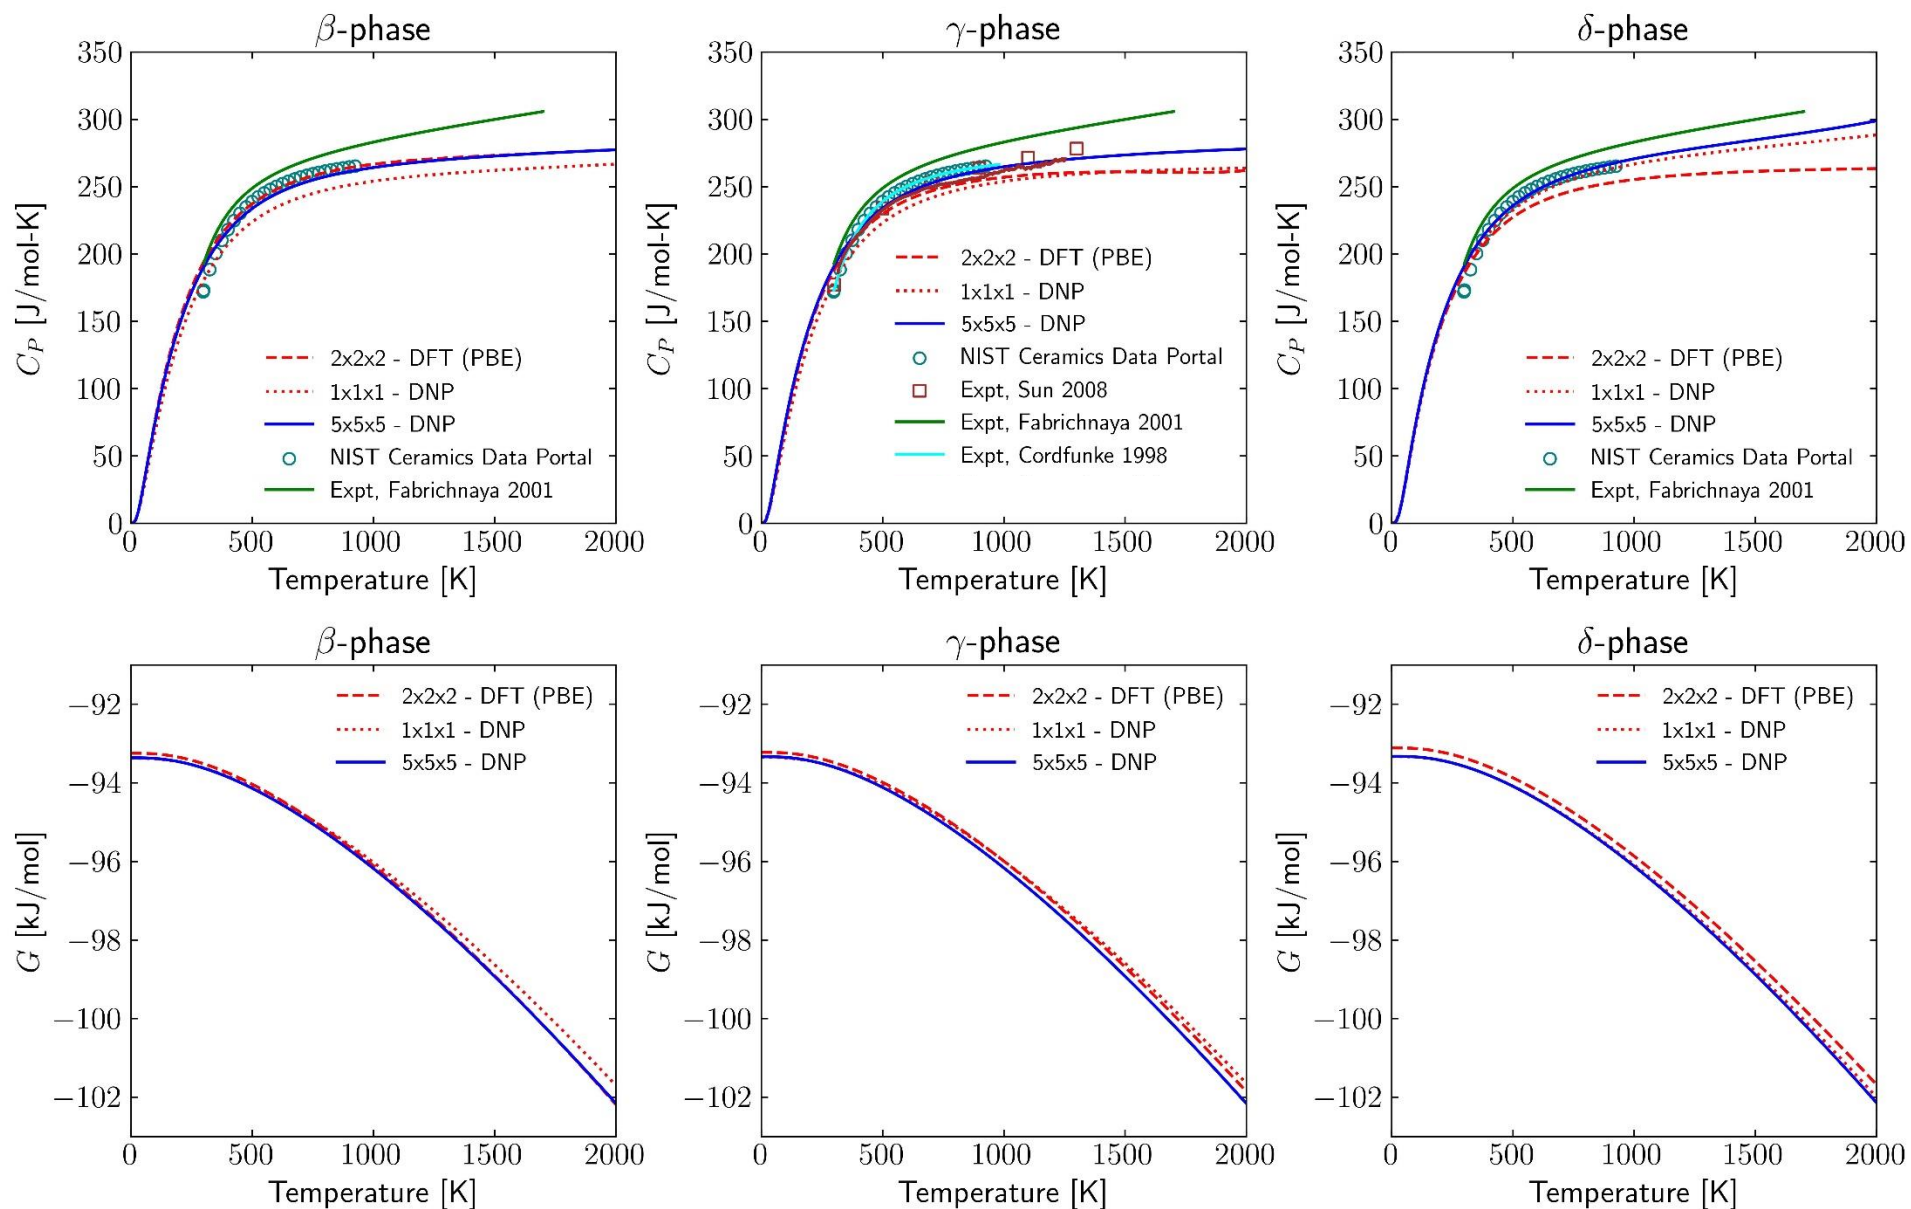 β-phase
350
300
250
200
150
100
50
0
C_P [J/mol-K]
2x2x2 - DFT (PBE)
1x1x1 - DNP
5x5x5 - DNP
NIST Ceramics Data Portal
Expt, Fabrichnaya 2001
0 500 1000 1500 2000
Temperature [K]
γ-phase
350
300
250
200
150
100
50
0
C_P [J/mol-K]
2x2x2 - DFT (PBE)
1x1x1 - DNP
5x5x5 - DNP
NIST Ceramics Data Portal
Expt, Sun 2008
Expt, Fabrichnaya 2001
Expt, Cordfunke 1998
0 500 1000 1500 2000
Temperature [K]
δ-phase
350
300
250
200
150
100
50
0
C_P [J/mol-K]
2x2x2 - DFT (PBE)
1x1x1 - DNP
5x5x5 - DNP
NIST Ceramics Data Portal
Expt, Fabrichnaya 2001
0 500 1000 1500 2000
Temperature [K]
β-phase
−92
−94
−96
−98
−100
−102
G [kJ/mol]
2x2x2 - DFT (PBE)
1x1x1 - DNP
5x5x5 - DNP
0 500 1000 1500 2000
Temperature [K]
γ-phase
−92
−94
−96
−98
−100
−102
G [kJ/mol]
2x2x2 - DFT (PBE)
1x1x1 - DNP
5x5x5 - DNP
0 500 1000 1500 2000
Temperature [K]
δ-phase
−92
−94
−96
−98
−100
−102
G [kJ/mol]
2x2x2 - DFT (PBE)
1x1x1 - DNP
5x5x5 - DNP
0 500 1000 1500 2000
Temperature [K]